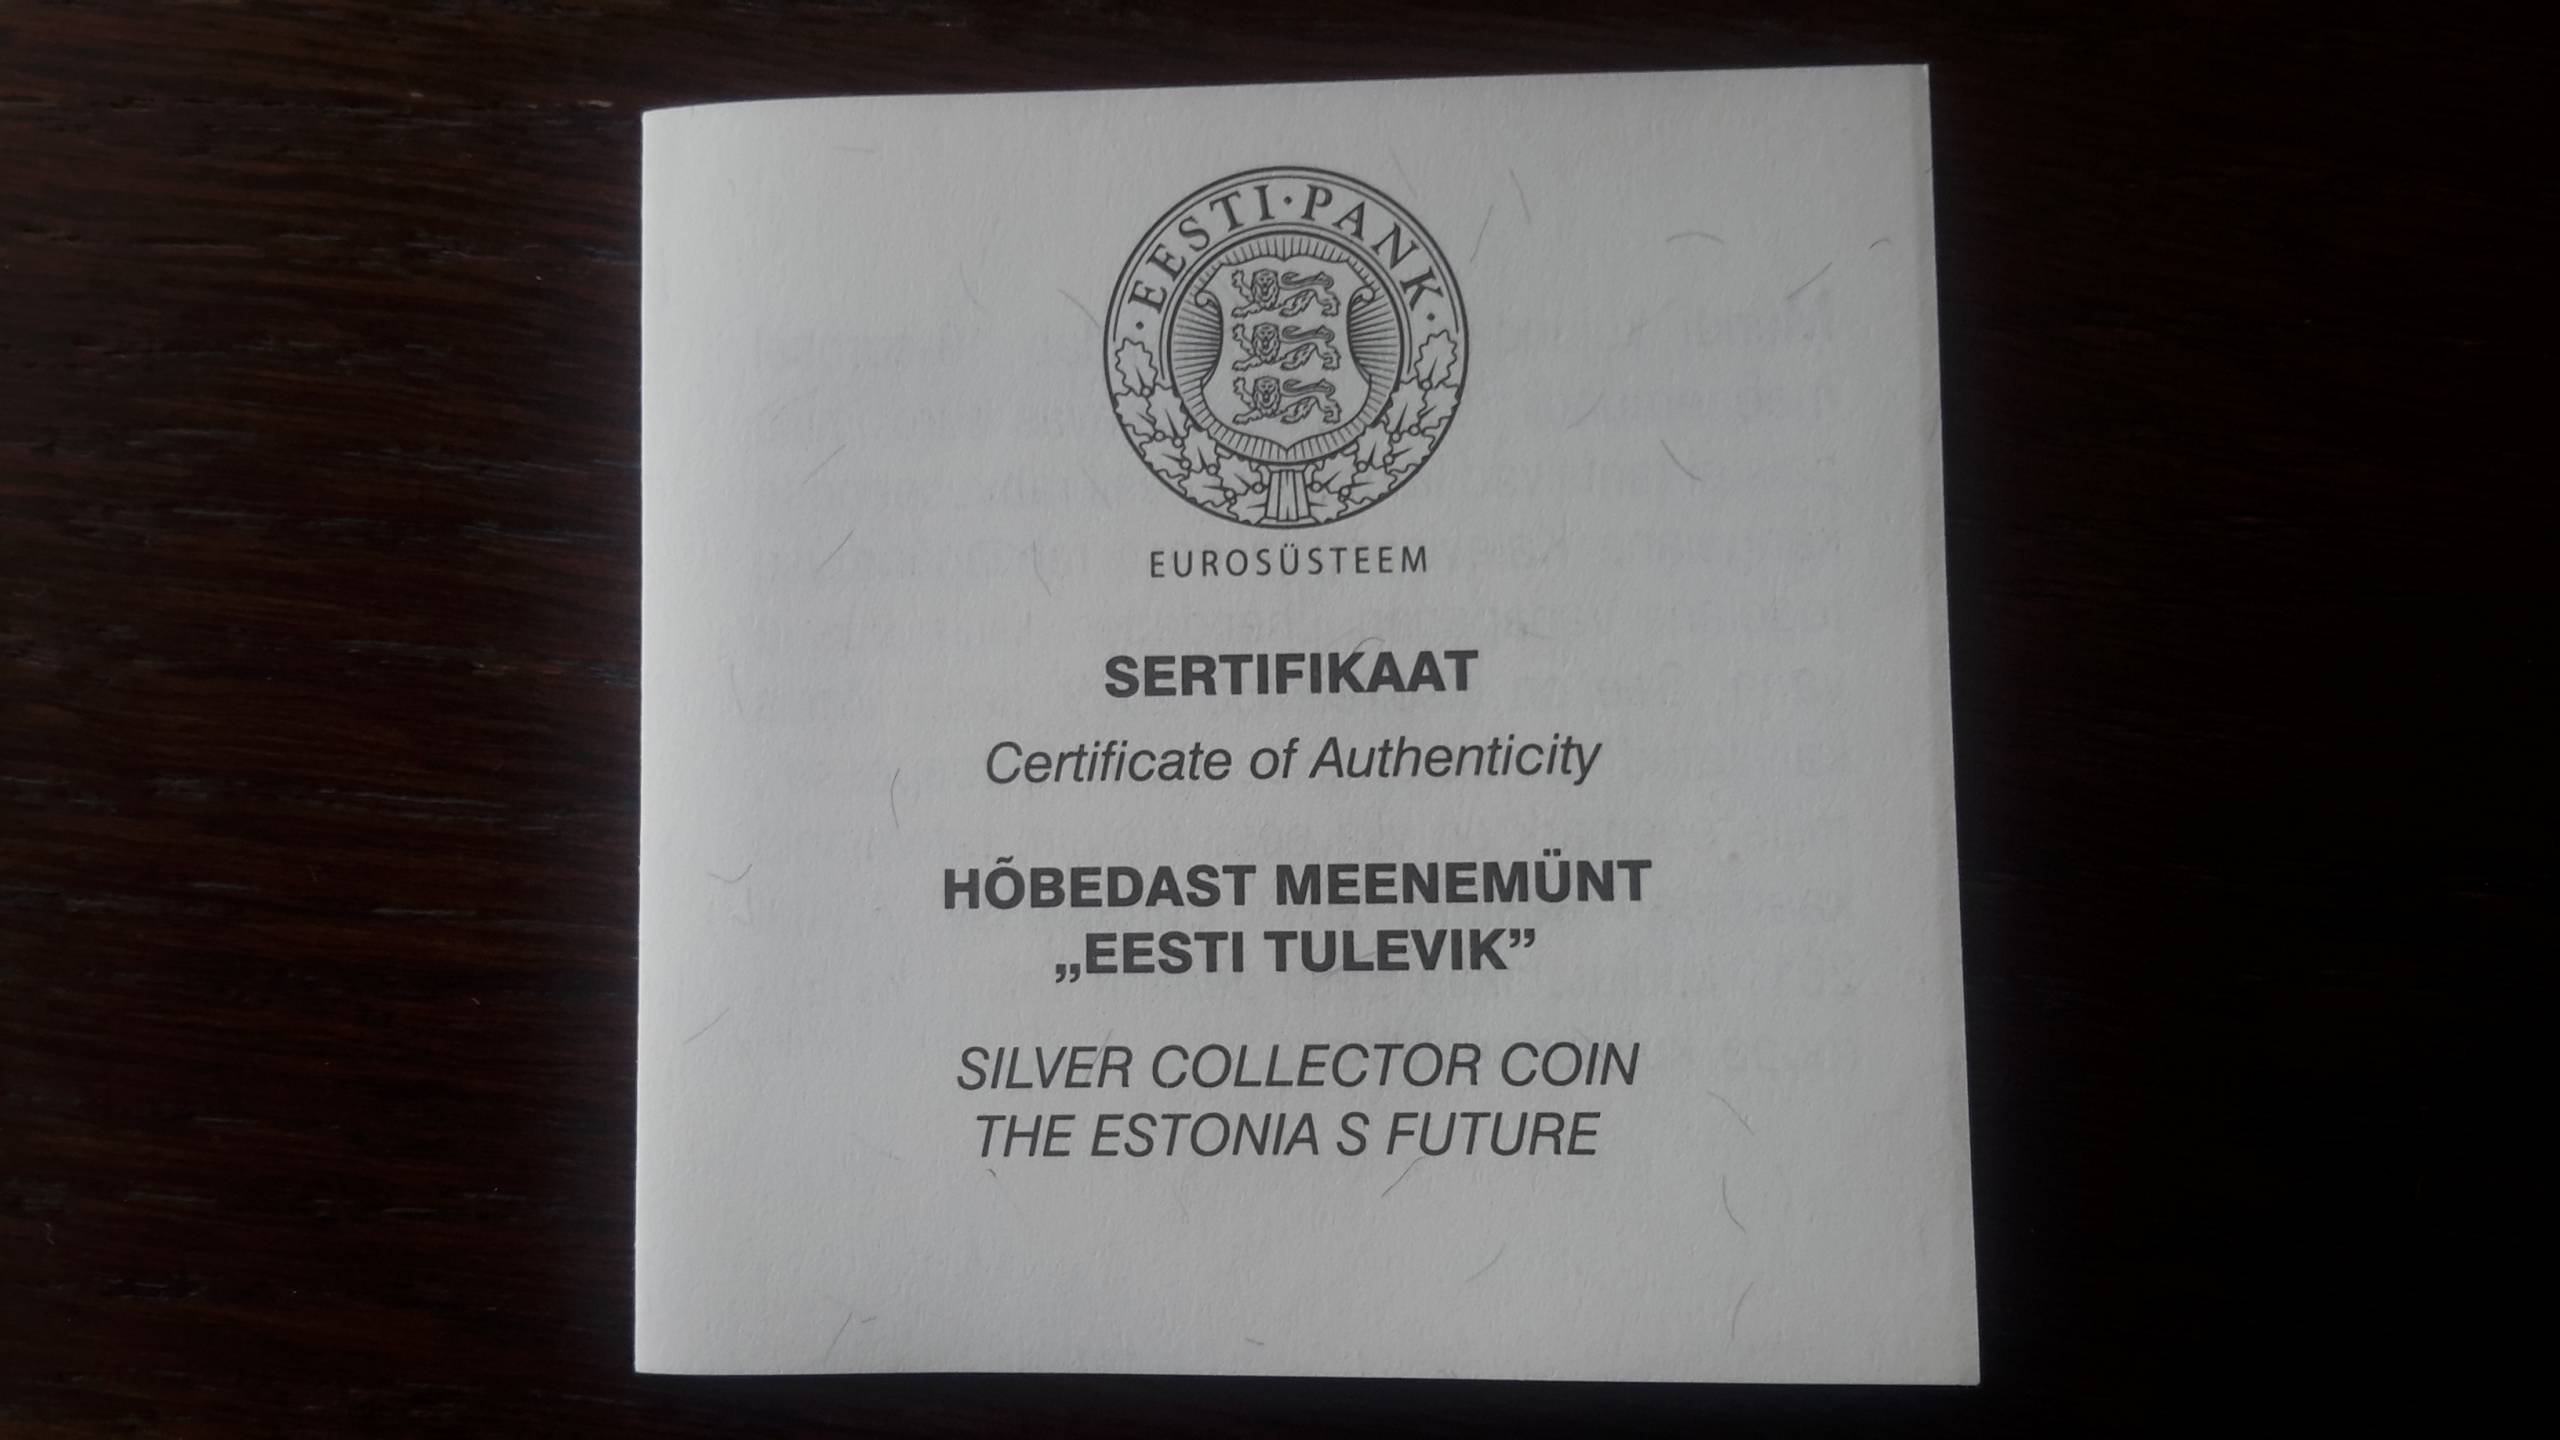 ·EESTI·PANK·
EUROSÜSTEEM
SERTIFIKAAT
Certificate of Authenticity
HÕBEDAST MEENEMÜNT
„EESTI TULEVIK”
SILVER COLLECTOR COIN
THE ESTONIA S FUTURE